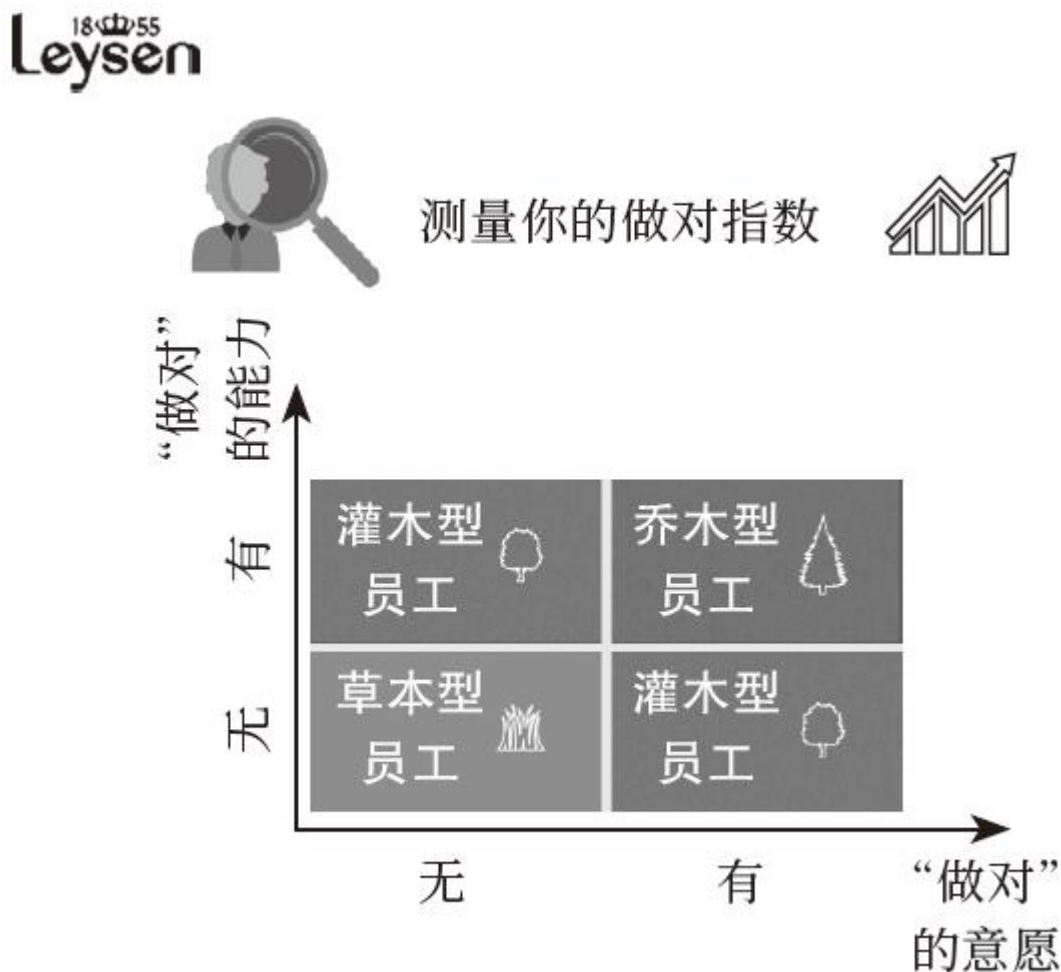 18 55
Leysen
测量你的做对指数
“做对”
的能力
有
灌木型
员工
乔木型
员工
无
草本型
员工
灌木型
员工
无
有
“做对”
的意愿